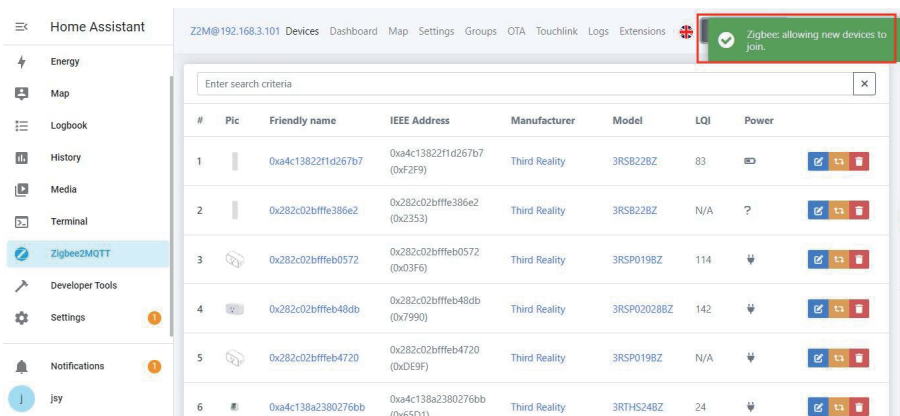 Home Assistant
Energy
Map
Logbook
History
Media
Terminal
Zigbee2MQTT
Developer Tools
Settings 1
Notifications 1
j jsy
Z2M@192.168.3.101 Devices Dashboard Map Settings Groups OTA Touchlink Logs Extensions
Zigbee: allowing new devices to
join.
Enter search criteria
# Pic Friendly name IEEE Address Manufacturer Model LQI Power
1 0xa4c13822f1d267b7 0xa4c13822f1d267b7 Third Reality 3RSB22BZ 83
(0xF2F9)
2 0x282c02bfffe386e2 0x282c02bfffe386e2 Third Reality 3RSB22BZ N/A ?
(0x2353)
3 0x282c02bfffeb0572 0x282c02bfffeb0572 Third Reality 3RSP019BZ 114
(0x03F6)
4 0x282c02bfffeb48db 0x282c02bfffeb48db Third Reality 3RSP02028BZ 142
(0x7990)
5 0x282c02bfffeb4720 0x282c02bfffeb4720 Third Reality 3RSP019BZ N/A
(0xDE9F)
6 0xa4c138a2380276bb 0xa4c138a2380276bb Third Reality 3RTHS24BZ 24
(0x65D1)